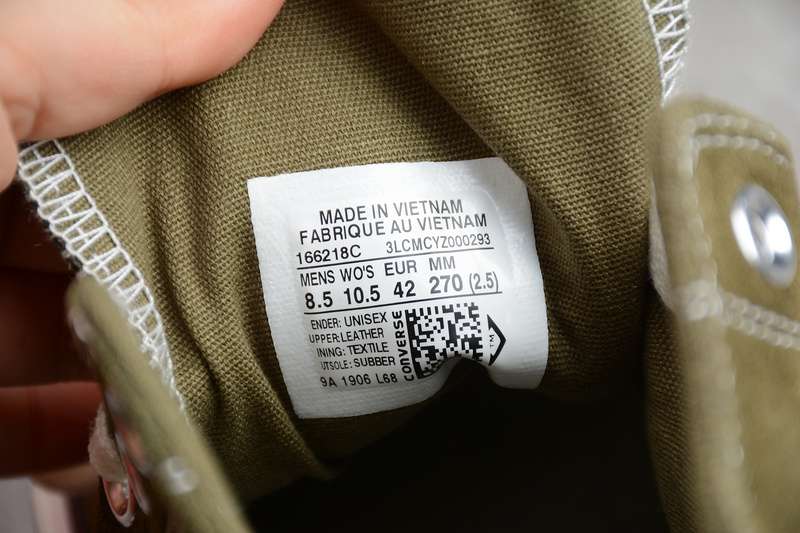 MADE IN VIETNAM
FABRIQUE AU VIETNAM
166218C 3LCMCYZ000293
MENS WO'S EUR MM
8.5 10.5 42 270 (2.5)
ENDER: UNISEX
UPPER: LEATHER
INING: TEXTILE
UTSOLE: SUBBER
9A 1906 L68
CONVERSE
TM